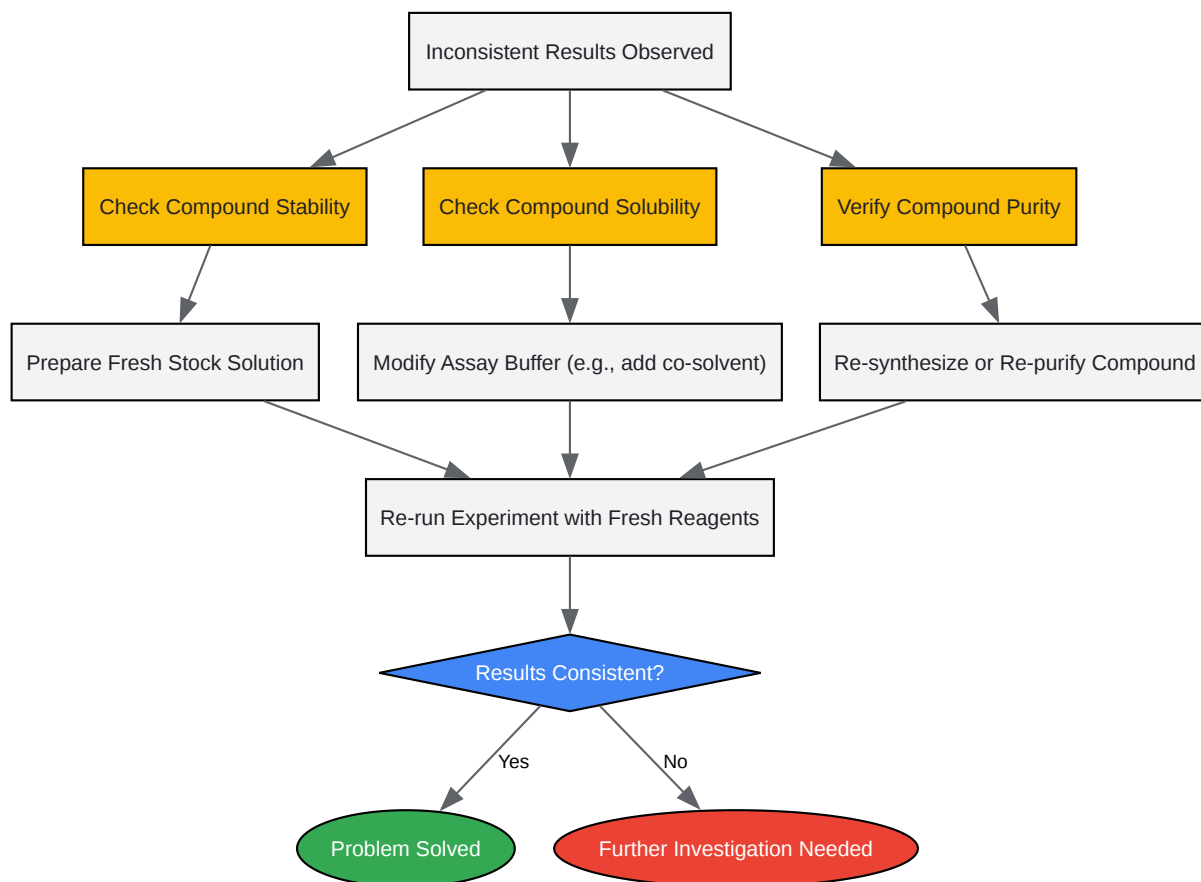 Inconsistent Results Observed
Check Compound Stability
Check Compound Solubility
Verify Compound Purity
Prepare Fresh Stock Solution
Modify Assay Buffer (e.g., add co-solvent)
Re-synthesize or Re-purify Compound
Re-run Experiment with Fresh Reagents
Results Consistent?
Yes
No
Problem Solved
Further Investigation Needed